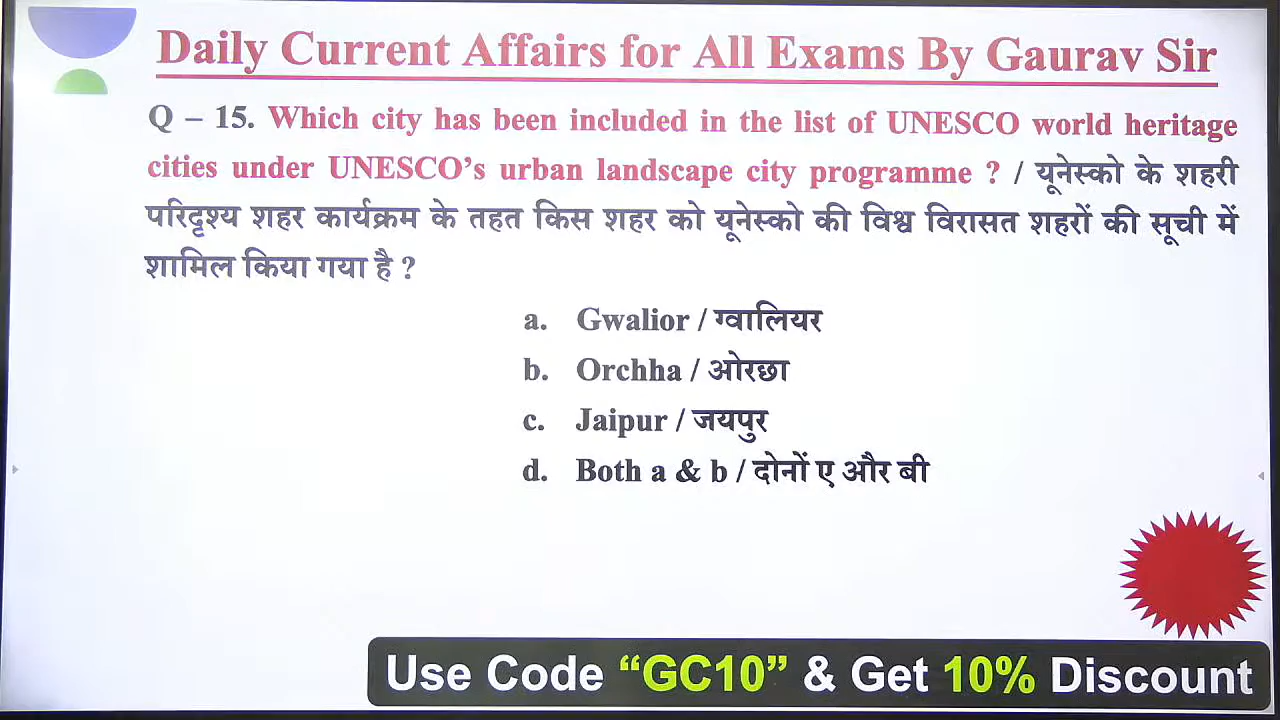 Daily Current Affairs for All Exams By Gaurav Sir
Q – 15. Which city has been included in the list of UNESCO world heritage
cities under UNESCO’s urban landscape city programme ? / यूनेस्को के शहरी
परिदृश्य शहर कार्यक्रम के तहत किस शहर को यूनेस्को की विश्व विरासत शहरों की सूची में
शामिल किया गया है ?
a. Gwalior / ग्वालियर
b. Orchha / ओरछा
c. Jaipur / जयपुर
d. Both a & b / दोनों ए और बी
Use Code “GC10” & Get 10% Discount